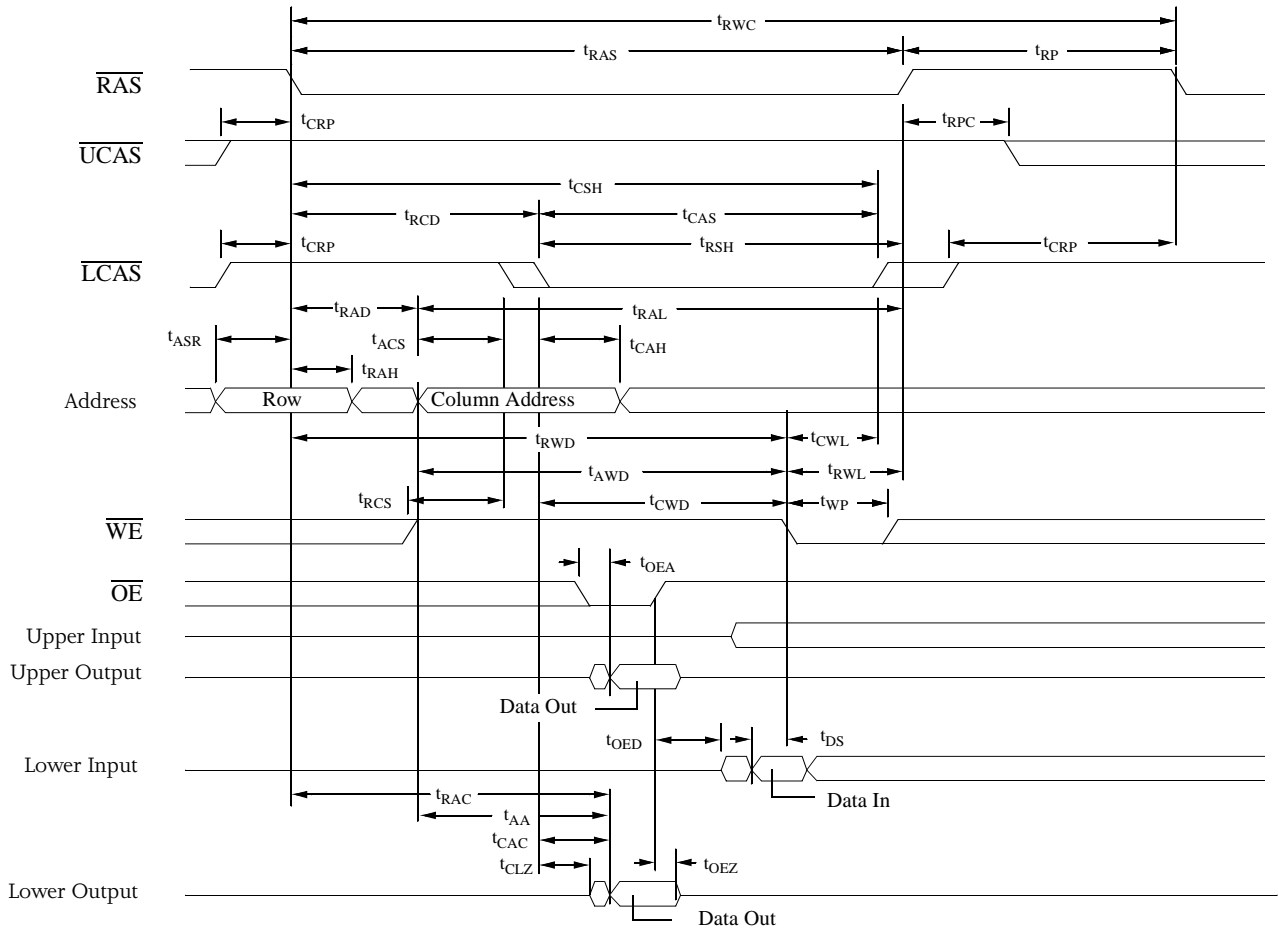 tRWC
tRAS tRP
RAS
tCRP tRPC
UCAS
tCSH
tRCD tCAS
tCRP tRSH tCRP
LCAS
tRAD tRAL
tASR tACS tCAH
tRAH
Address Row Column Address
tRWD tCWL
tAWD tRWL
tRCS tCWD tWP
WE
tOEA
OE
Upper Input
Upper Output
Data Out
tOED tDS
Lower Input
tRAC Data In
tAA
tCAC
tCLZ tOEZ
Lower Output
Data Out